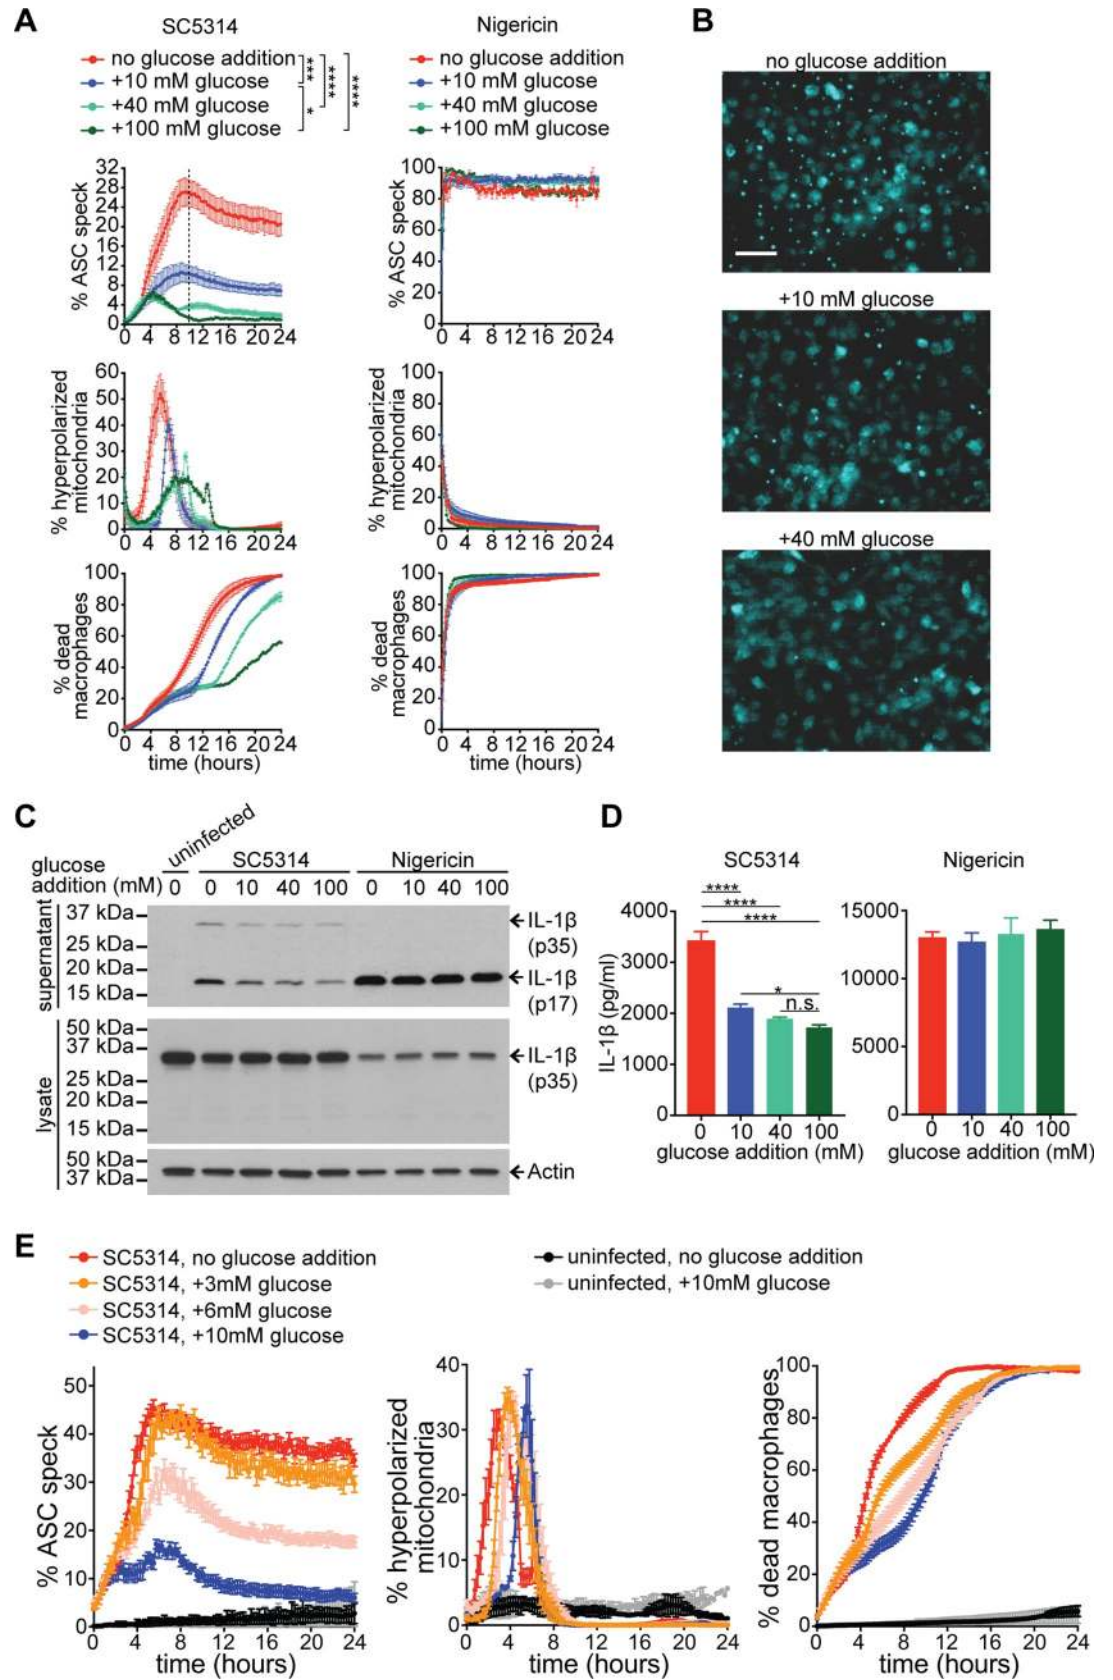 A
SC5314
no glucose addition
+10 mM glucose
+40 mM glucose
+100 mM glucose
****
*
****
****
Nigericin
no glucose addition
+10 mM glucose
+40 mM glucose
+100 mM glucose
% ASC speck
32
28
24
20
16
12
8
4
0
0 4 8 12 16 20 24
% ASC speck
100
80
60
40
20
0
0 4 8 12 16 20 24
% hyperpolarized
mitochondria
60
50
40
30
20
10
0
0 4 8 12 16 20 24
% hyperpolarized
mitochondria
100
80
60
40
20
0
0 4 8 12 16 20 24
% dead
macrophages
100
80
60
40
20
0
0 4 8 12 16 20 24
time (hours)
% dead
macrophages
100
80
60
40
20
0
0 4 8 12 16 20 24
time (hours)
B
no glucose addition
+10 mM glucose
+40 mM glucose
C
uninfected
SC5314
Nigericin
glucose
addition (mM)
0 0 10 40 100 0 10 40 100
supernatant
37 kDa
25 kDa
20 kDa
15 kDa
IL-1β
(p35)
IL-1β
(p17)
lysate
50 kDa
37 kDa
25 kDa
20 kDa
15 kDa
IL-1β
(p35)
50 kDa
37 kDa
Actin
D
SC5314
****
****
****
*
n.s.
IL-1β (pg/ml)
4000
3000
2000
1000
0
0 10 40 100
glucose addition (mM)
Nigericin
15000
10000
5000
0
0 10 40 100
glucose addition (mM)
E
SC5314, no glucose addition
SC5314, +3mM glucose
SC5314, +6mM glucose
SC5314, +10mM glucose
uninfected, no glucose addition
uninfected, +10mM glucose
% ASC speck
50
40
30
20
10
0
0 4 8 12 16 20 24
time (hours)
% hyperpolarized
mitochondria
40
30
20
10
0
0 4 8 12 16 20 24
time (hours)
% dead macrophages
100
80
60
40
20
0
0 4 8 12 16 20 24
time (hours)